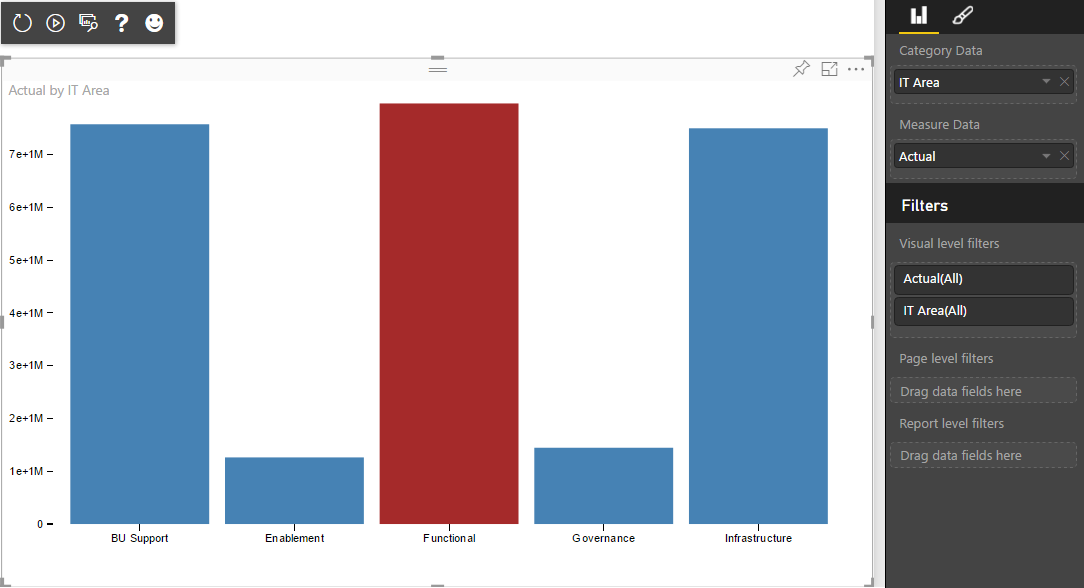 ?
Actual by IT Area
7e+1M
6e+1M
5e+1M
4e+1M
3e+1M
2e+1M
1e+1M
0
BU Support Enablement Functional Governance Infrastructure
Category Data
IT Area
Measure Data
Actual
Filters
Visual level filters
Actual(All)
IT Area(All)
Page level filters
Drag data fields here
Report level filters
Drag data fields here